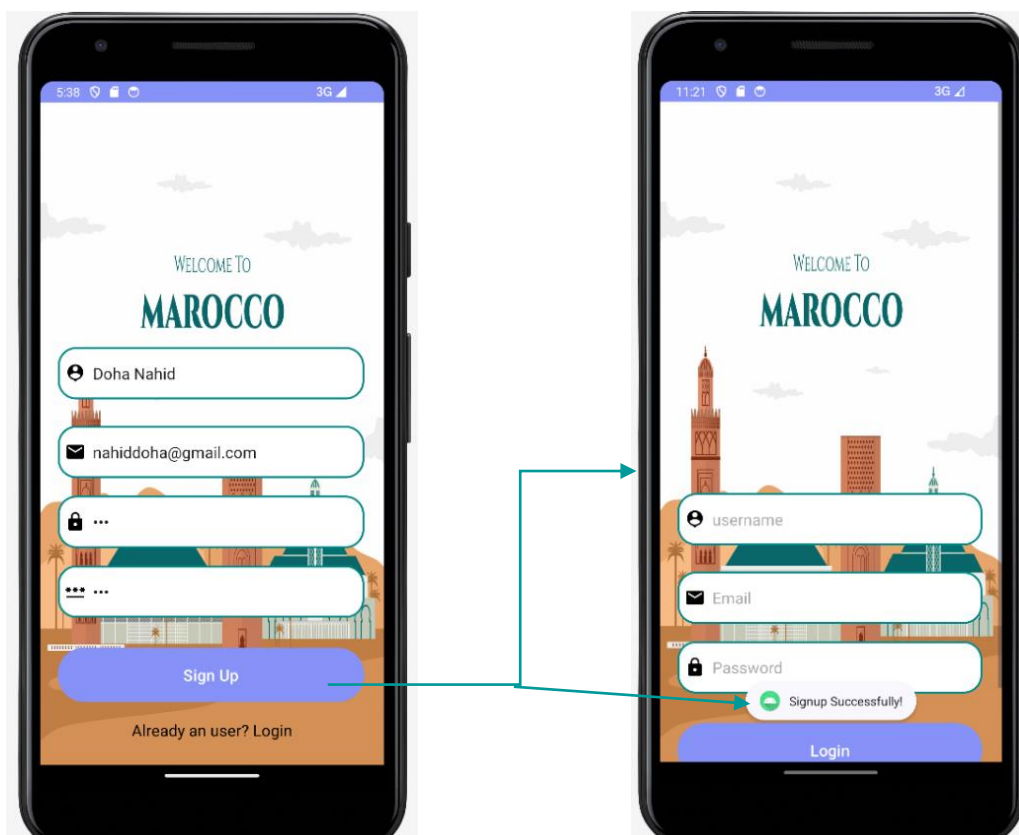 5:38
3G
WELCOME TO
MAROCCO
Doha Nahid
nahiddoha@gmail.com
•••
***
•••
Sign Up
Already an user? Login
11:21
3G
WELCOME TO
MAROCCO
username
Email
Password
Signup Successfully!
Login